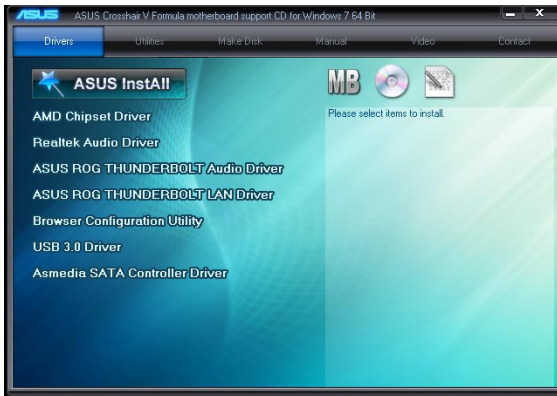 ASUS ASUS Crosshair V Formula motherboard support CD for Windows 7 64 Bit
Drivers Utilities Make Disk Manual Video Contact
ASUS InstAll
MB
Please select items to install.
AMD Chipset Driver
Realtek Audio Driver
ASUS ROG THUNDERBOLT Audio Driver
ASUS ROG THUNDERBOLT LAN Driver
Browser Configuration Utility
USB 3.0 Driver
Asmedia SATA Controller Driver